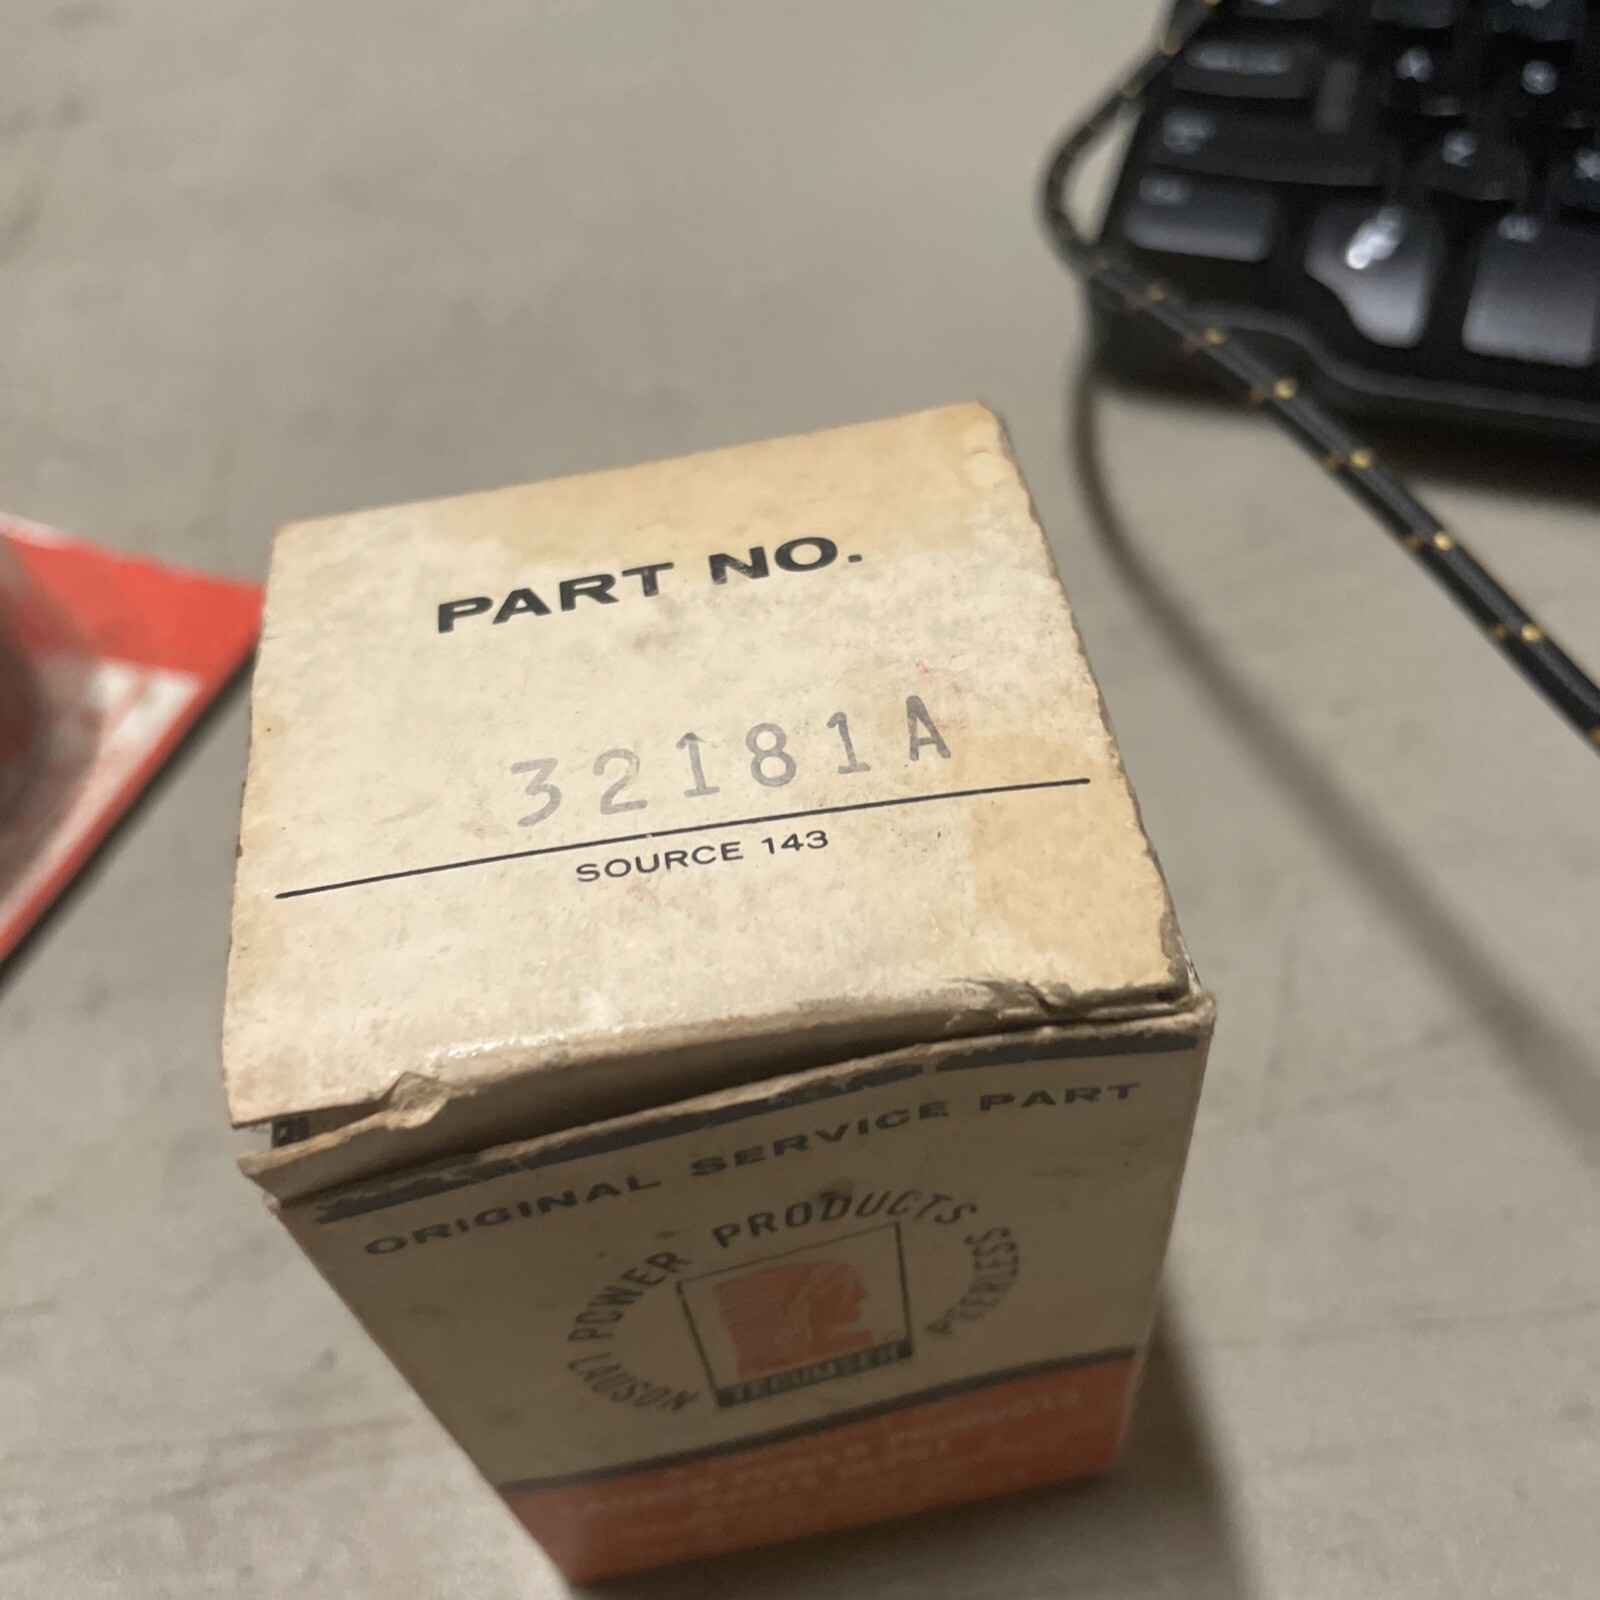 PART NO.
32181A
SOURCE 143
ORIGINAL SERVICE PART
LAUSON POWER PRODUCTS PEERLESS
TECUMSEH